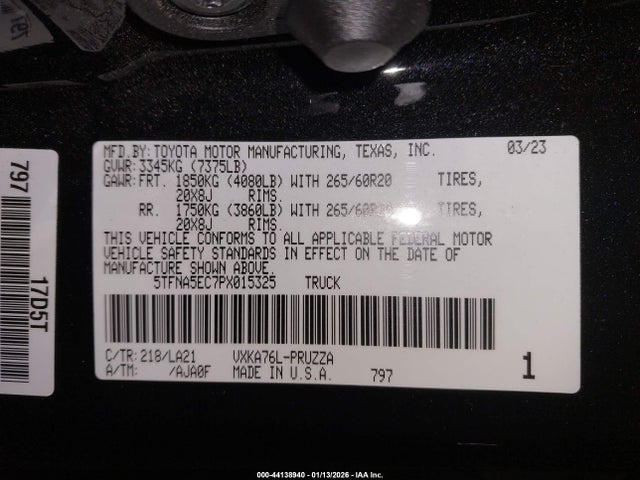 MFD.BY:TOYOTA MOTOR MANUFACTURING, TEXAS, INC. 03/23
GVWR:3345KG (7375LB)
GAWR:FRT. 1850KG (4080LB) WITH 265/60R20 TIRES,
20X8J RIMS.
RR. 1750KG (3860LB) WITH 265/60R20 TIRES,
20X8J RIMS.
THIS VEHICLE CONFORMS TO ALL APPLICABLE FEDERAL MOTOR
VEHICLE SAFETY STANDARDS IN EFFECT ON THE DATE OF
MANUFACTURE SHOWN ABOVE.
5TFNA5EC7PX015325 TRUCK
C/TR:218/LA21 VXKA76L-PRUZZA
A/TM: /AJA0F MADE IN U.S.A. 797 1
797
17D5T
000-44138940 - 01/13/2026 - IAA Inc.